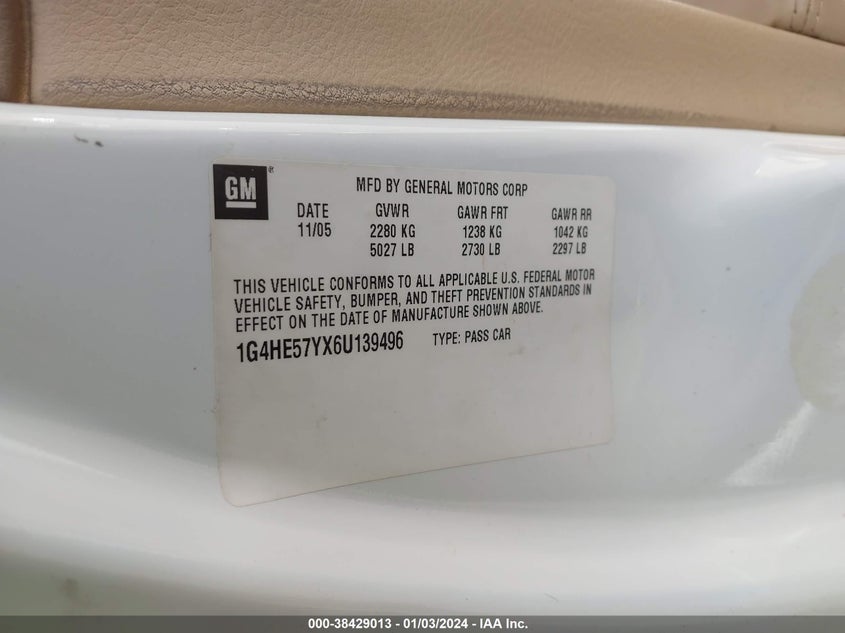 GM®
MFD BY GENERAL MOTORS CORP
DATE GVWR GAWR FRT GAWR RR
11/05 2280 KG 1238 KG 1042 KG
5027 LB 2730 LB 2297 LB
THIS VEHICLE CONFORMS TO ALL APPLICABLE U.S. FEDERAL MOTOR
VEHICLE SAFETY, BUMPER, AND THEFT PREVENTION STANDARDS IN
EFFECT ON THE DATE OF MANUFACTURE SHOWN ABOVE.
1G4HE57YX6U139496 TYPE: PASS CAR
000-38429013 - 01/03/2024 - IAA Inc.